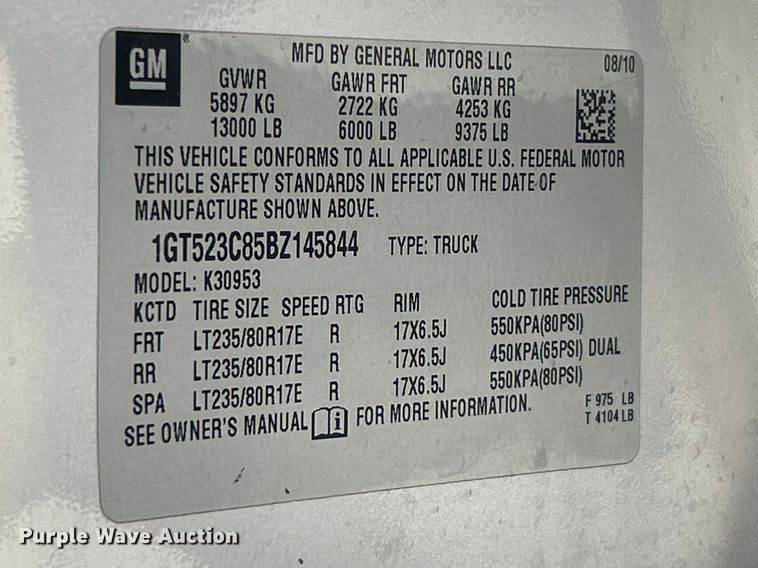 GM
MFD BY GENERAL MOTORS LLC 08/10
GVWR GAWR FRT GAWR RR
5897 KG 2722 KG 4253 KG
13000 LB 6000 LB 9375 LB
THIS VEHICLE CONFORMS TO ALL APPLICABLE U.S. FEDERAL MOTOR
VEHICLE SAFETY STANDARDS IN EFFECT ON THE DATE OF
MANUFACTURE SHOWN ABOVE.
1GT523C85BZ145844 TYPE: TRUCK
MODEL: K30953
KCTD TIRE SIZE SPEED RTG RIM COLD TIRE PRESSURE
FRT LT235/80R17E R 17X6.5J 550KPA(80PSI)
RR LT235/80R17E R 17X6.5J 450KPA(65PSI) DUAL
SPA LT235/80R17E R 17X6.5J 550KPA(80PSI)
SEE OWNER'S MANUAL i FOR MORE INFORMATION.
F 975 LB
T 4104 LB
Purple Wave Auction